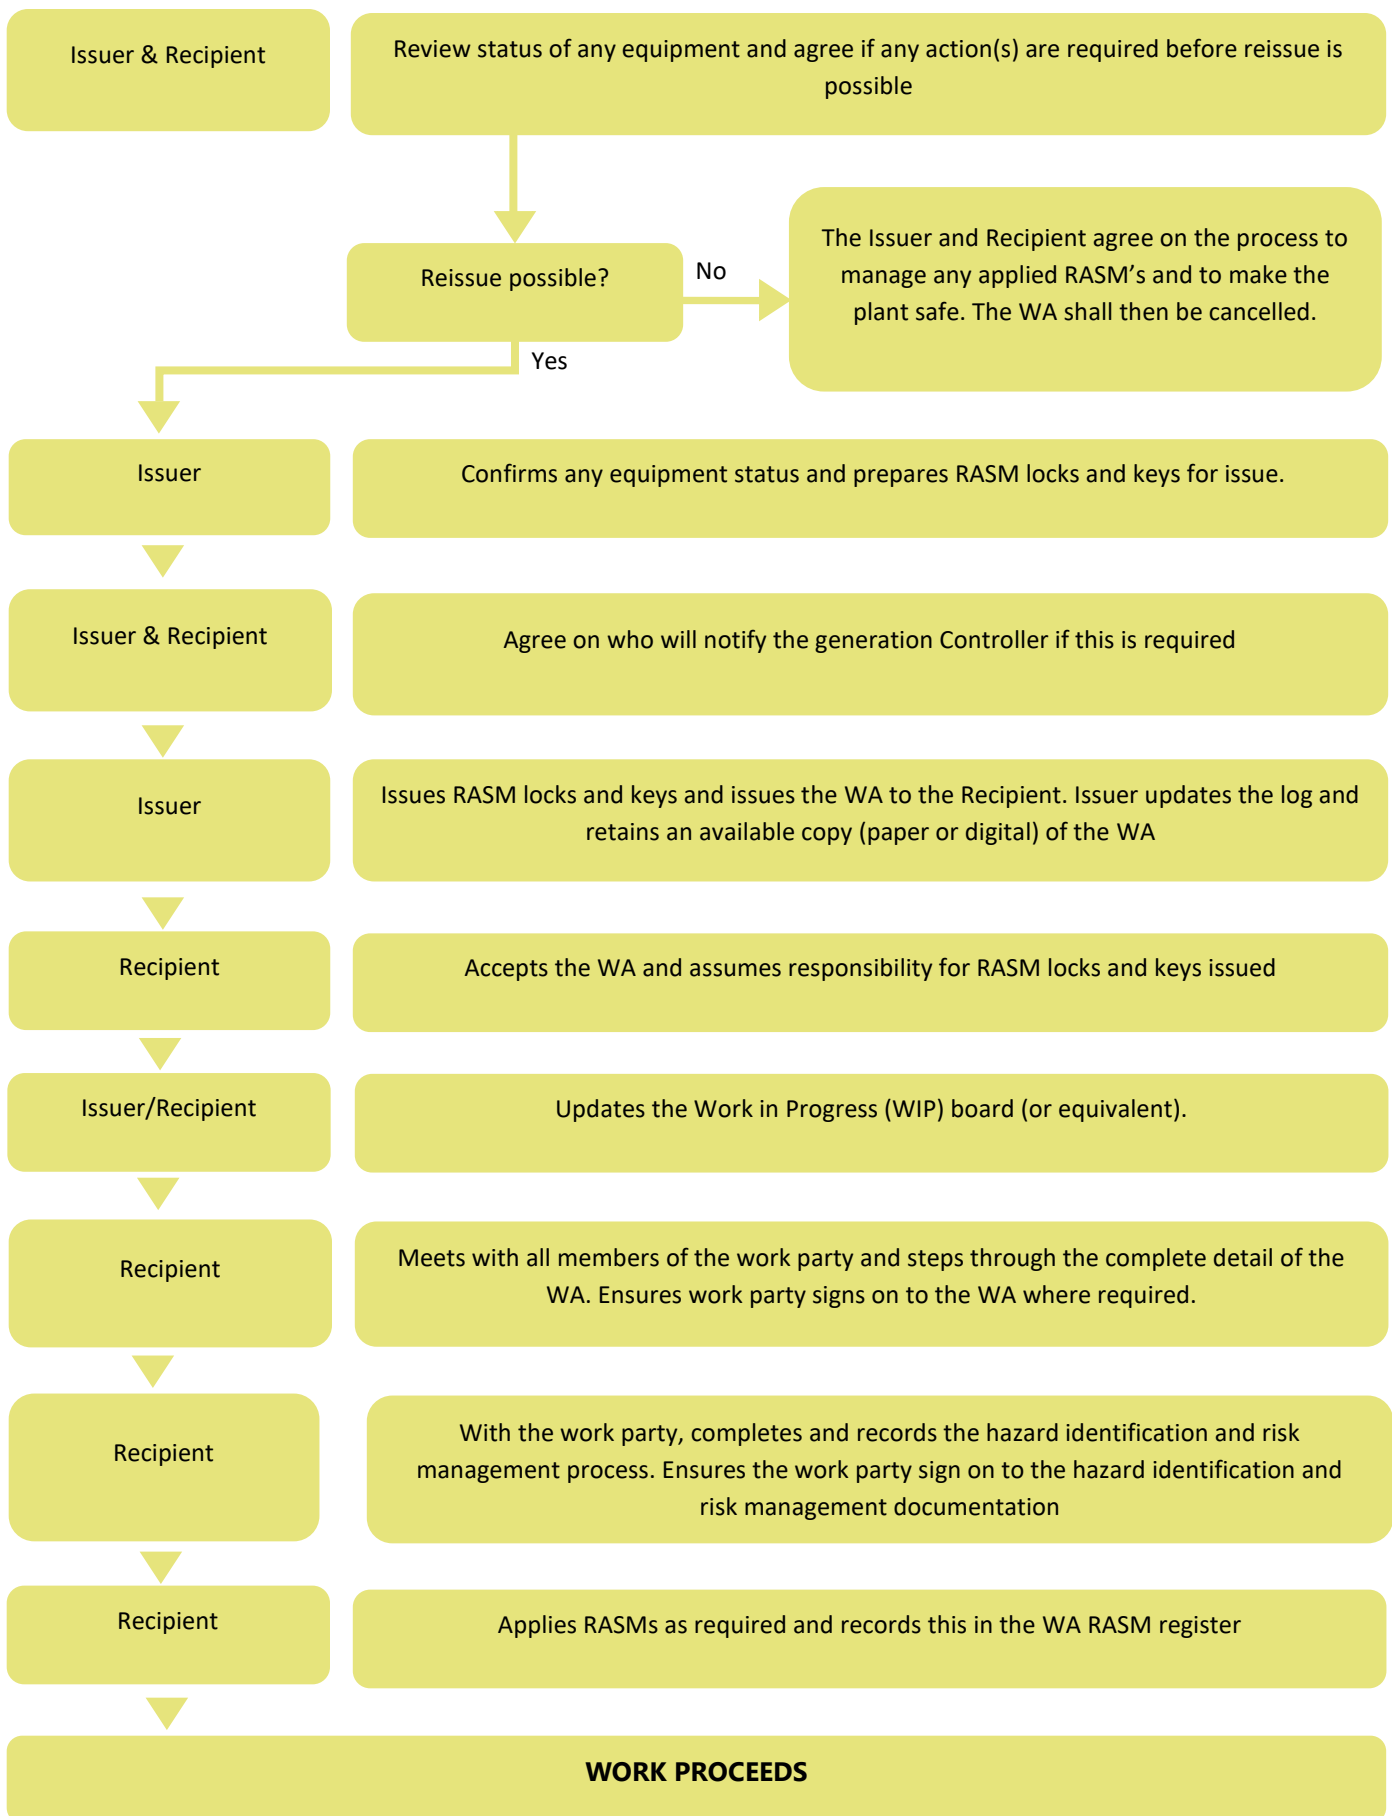 Issuer & Recipient
Review status of any equipment and agree if any action(s) are required before reissue is
possible
Reissue possible?
No
The Issuer and Recipient agree on the process to
manage any applied RASM’s and to make the
plant safe. The WA shall then be cancelled.
Yes
Issuer
Confirms any equipment status and prepares RASM locks and keys for issue.
Issuer & Recipient
Agree on who will notify the generation Controller if this is required
Issuer
Issues RASM locks and keys and issues the WA to the Recipient. Issuer updates the log and
retains an available copy (paper or digital) of the WA
Recipient
Accepts the WA and assumes responsibility for RASM locks and keys issued
Issuer/Recipient
Updates the Work in Progress (WIP) board (or equivalent).
Recipient
Meets with all members of the work party and steps through the complete detail of the
WA. Ensures work party signs on to the WA where required.
Recipient
With the work party, completes and records the hazard identification and risk
management process. Ensures the work party sign on to the hazard identification and
risk management documentation
Recipient
Applies RASMs as required and records this in the WA RASM register
WORK PROCEEDS